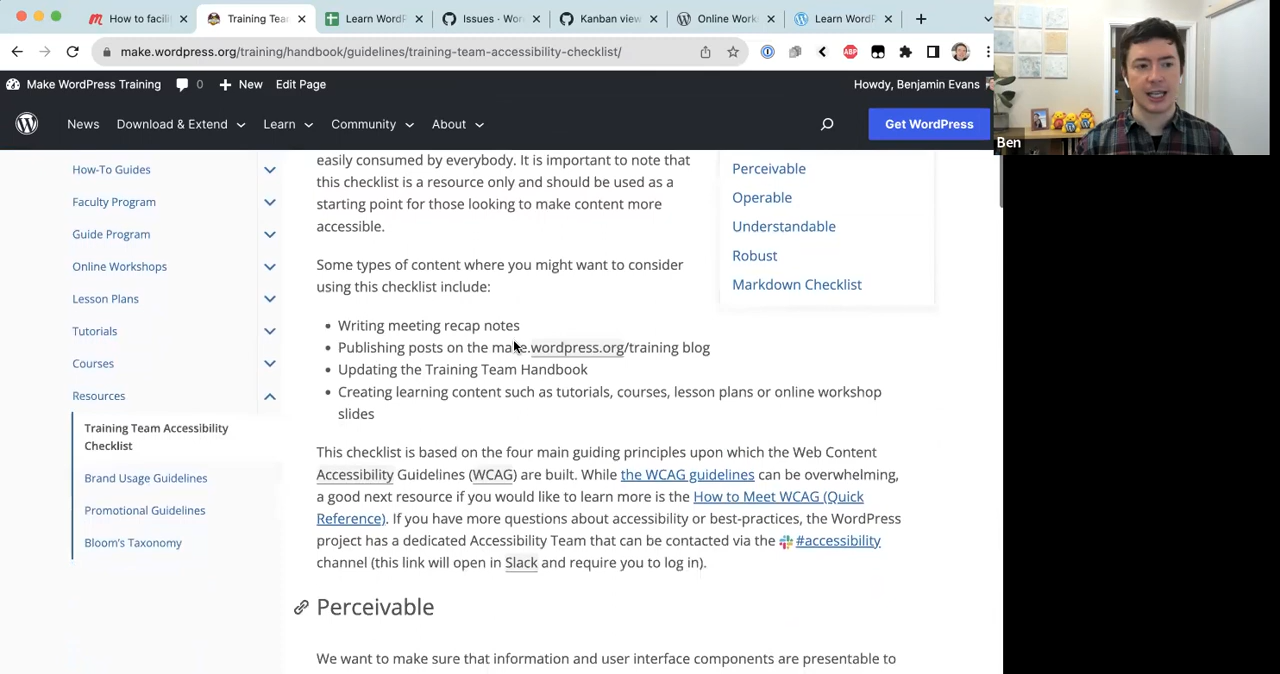 How to facili
Training Tea
Learn WordP
Issues · Wor
Kanban view
Online Work
Learn WordP
make.wordpress.org/training/handbook/guidelines/training-team-accessibility-checklist/
ABP
Make WordPress Training
0
New
Edit Page
Howdy, Benjamin Evans
News
Download & Extend
Learn
Community
About
Get WordPress
Ben
How-To Guides
Faculty Program
Guide Program
Online Workshops
Lesson Plans
Tutorials
Courses
Resources
Training Team Accessibility
Checklist
Brand Usage Guidelines
Promotional Guidelines
Bloom's Taxonomy
easily consumed by everybody. It is important to note that
this checklist is a resource only and should be used as a
starting point for those looking to make content more
accessible.
Some types of content where you might want to consider
using this checklist include:
Writing meeting recap notes
Publishing posts on the make.wordpress.org/training blog
Updating the Training Team Handbook
Creating learning content such as tutorials, courses, lesson plans or online workshop
slides
This checklist is based on the four main guiding principles upon which the Web Content
Accessibility Guidelines (WCAG) are built. While the WCAG guidelines can be overwhelming,
a good next resource if you would like to learn more is the How to Meet WCAG (Quick
Reference). If you have more questions about accessibility or best-practices, the WordPress
project has a dedicated Accessibility Team that can be contacted via the #accessibility
channel (this link will open in Slack and require you to log in).
Perceivable
We want to make sure that information and user interface components are presentable to
Perceivable
Operable
Understandable
Robust
Markdown Checklist